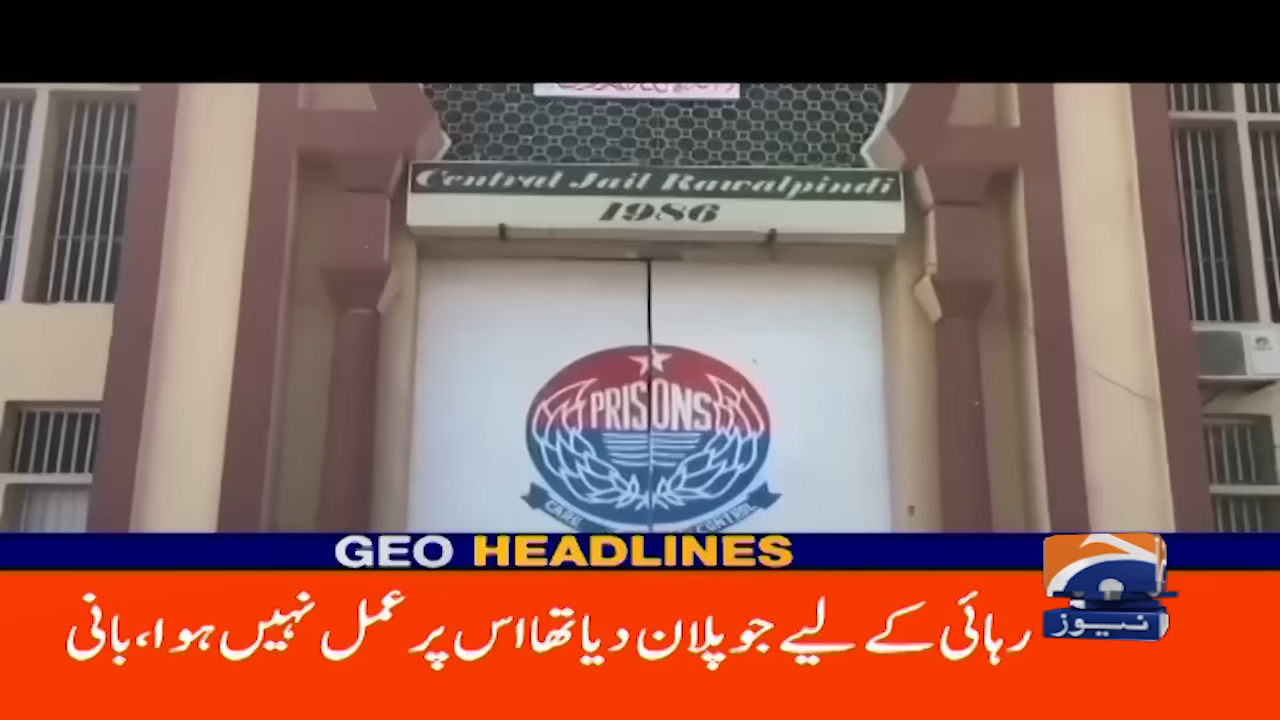 Central Jail Rawalpindi
1986
PRISONS
GEO HEADLINES
رہائی کے لیے جو پلان دیا تھا اس پر عمل نہیں ہوا، بانی
نیوز